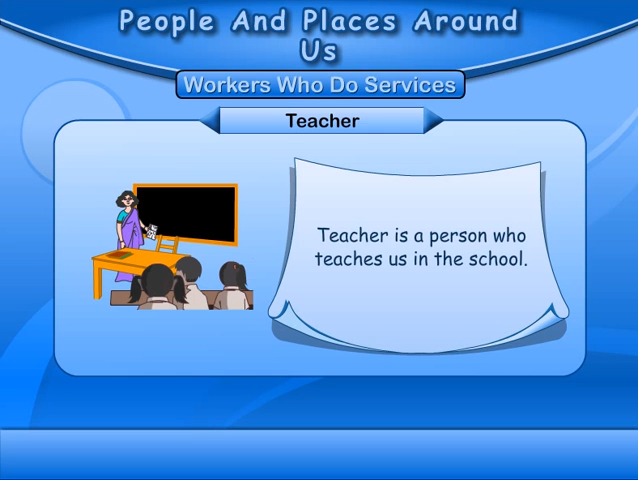 People And Places Around
Us
Workers Who Do Services
Teacher
Teacher is a person who
teaches us in the school.